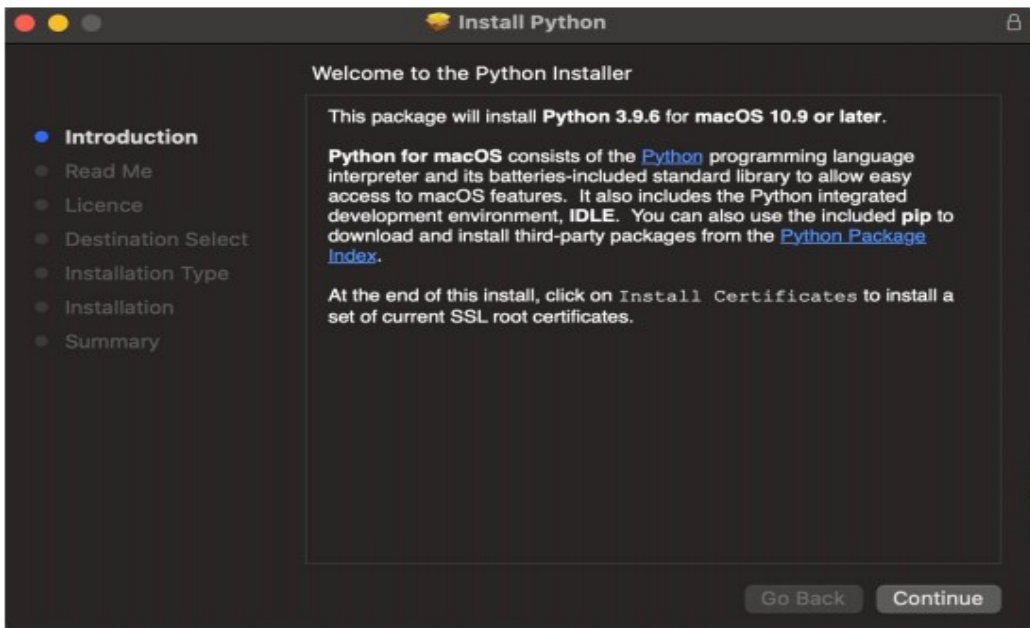 Install Python
Welcome to the Python Installer
Introduction
Read Me
Licence
Destination Select
Installation Type
Installation
Summary
This package will install Python 3.9.6 for macOS 10.9 or later.
Python for macOS consists of the Python programming language
interpreter and its batteries-included standard library to allow easy
access to macOS features. It also includes the Python integrated
development environment, IDLE. You can also use the included pip to
download and install third-party packages from the Python Package
Index.
At the end of this install, click on Install Certificates to install a
set of current SSL root certificates.
Go Back
Continue